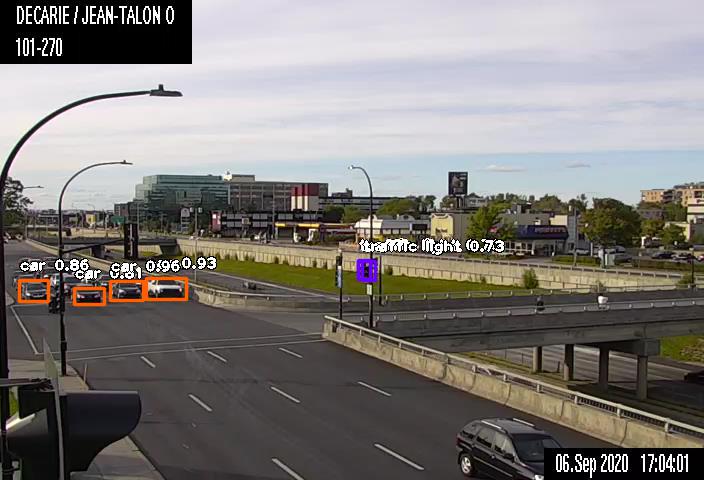 DECARIE / JEAN-TALON O
101-270
traffic light 0.73
car 0.86
car
car 0.96
0.93
06.Sep 2020 17:04:01